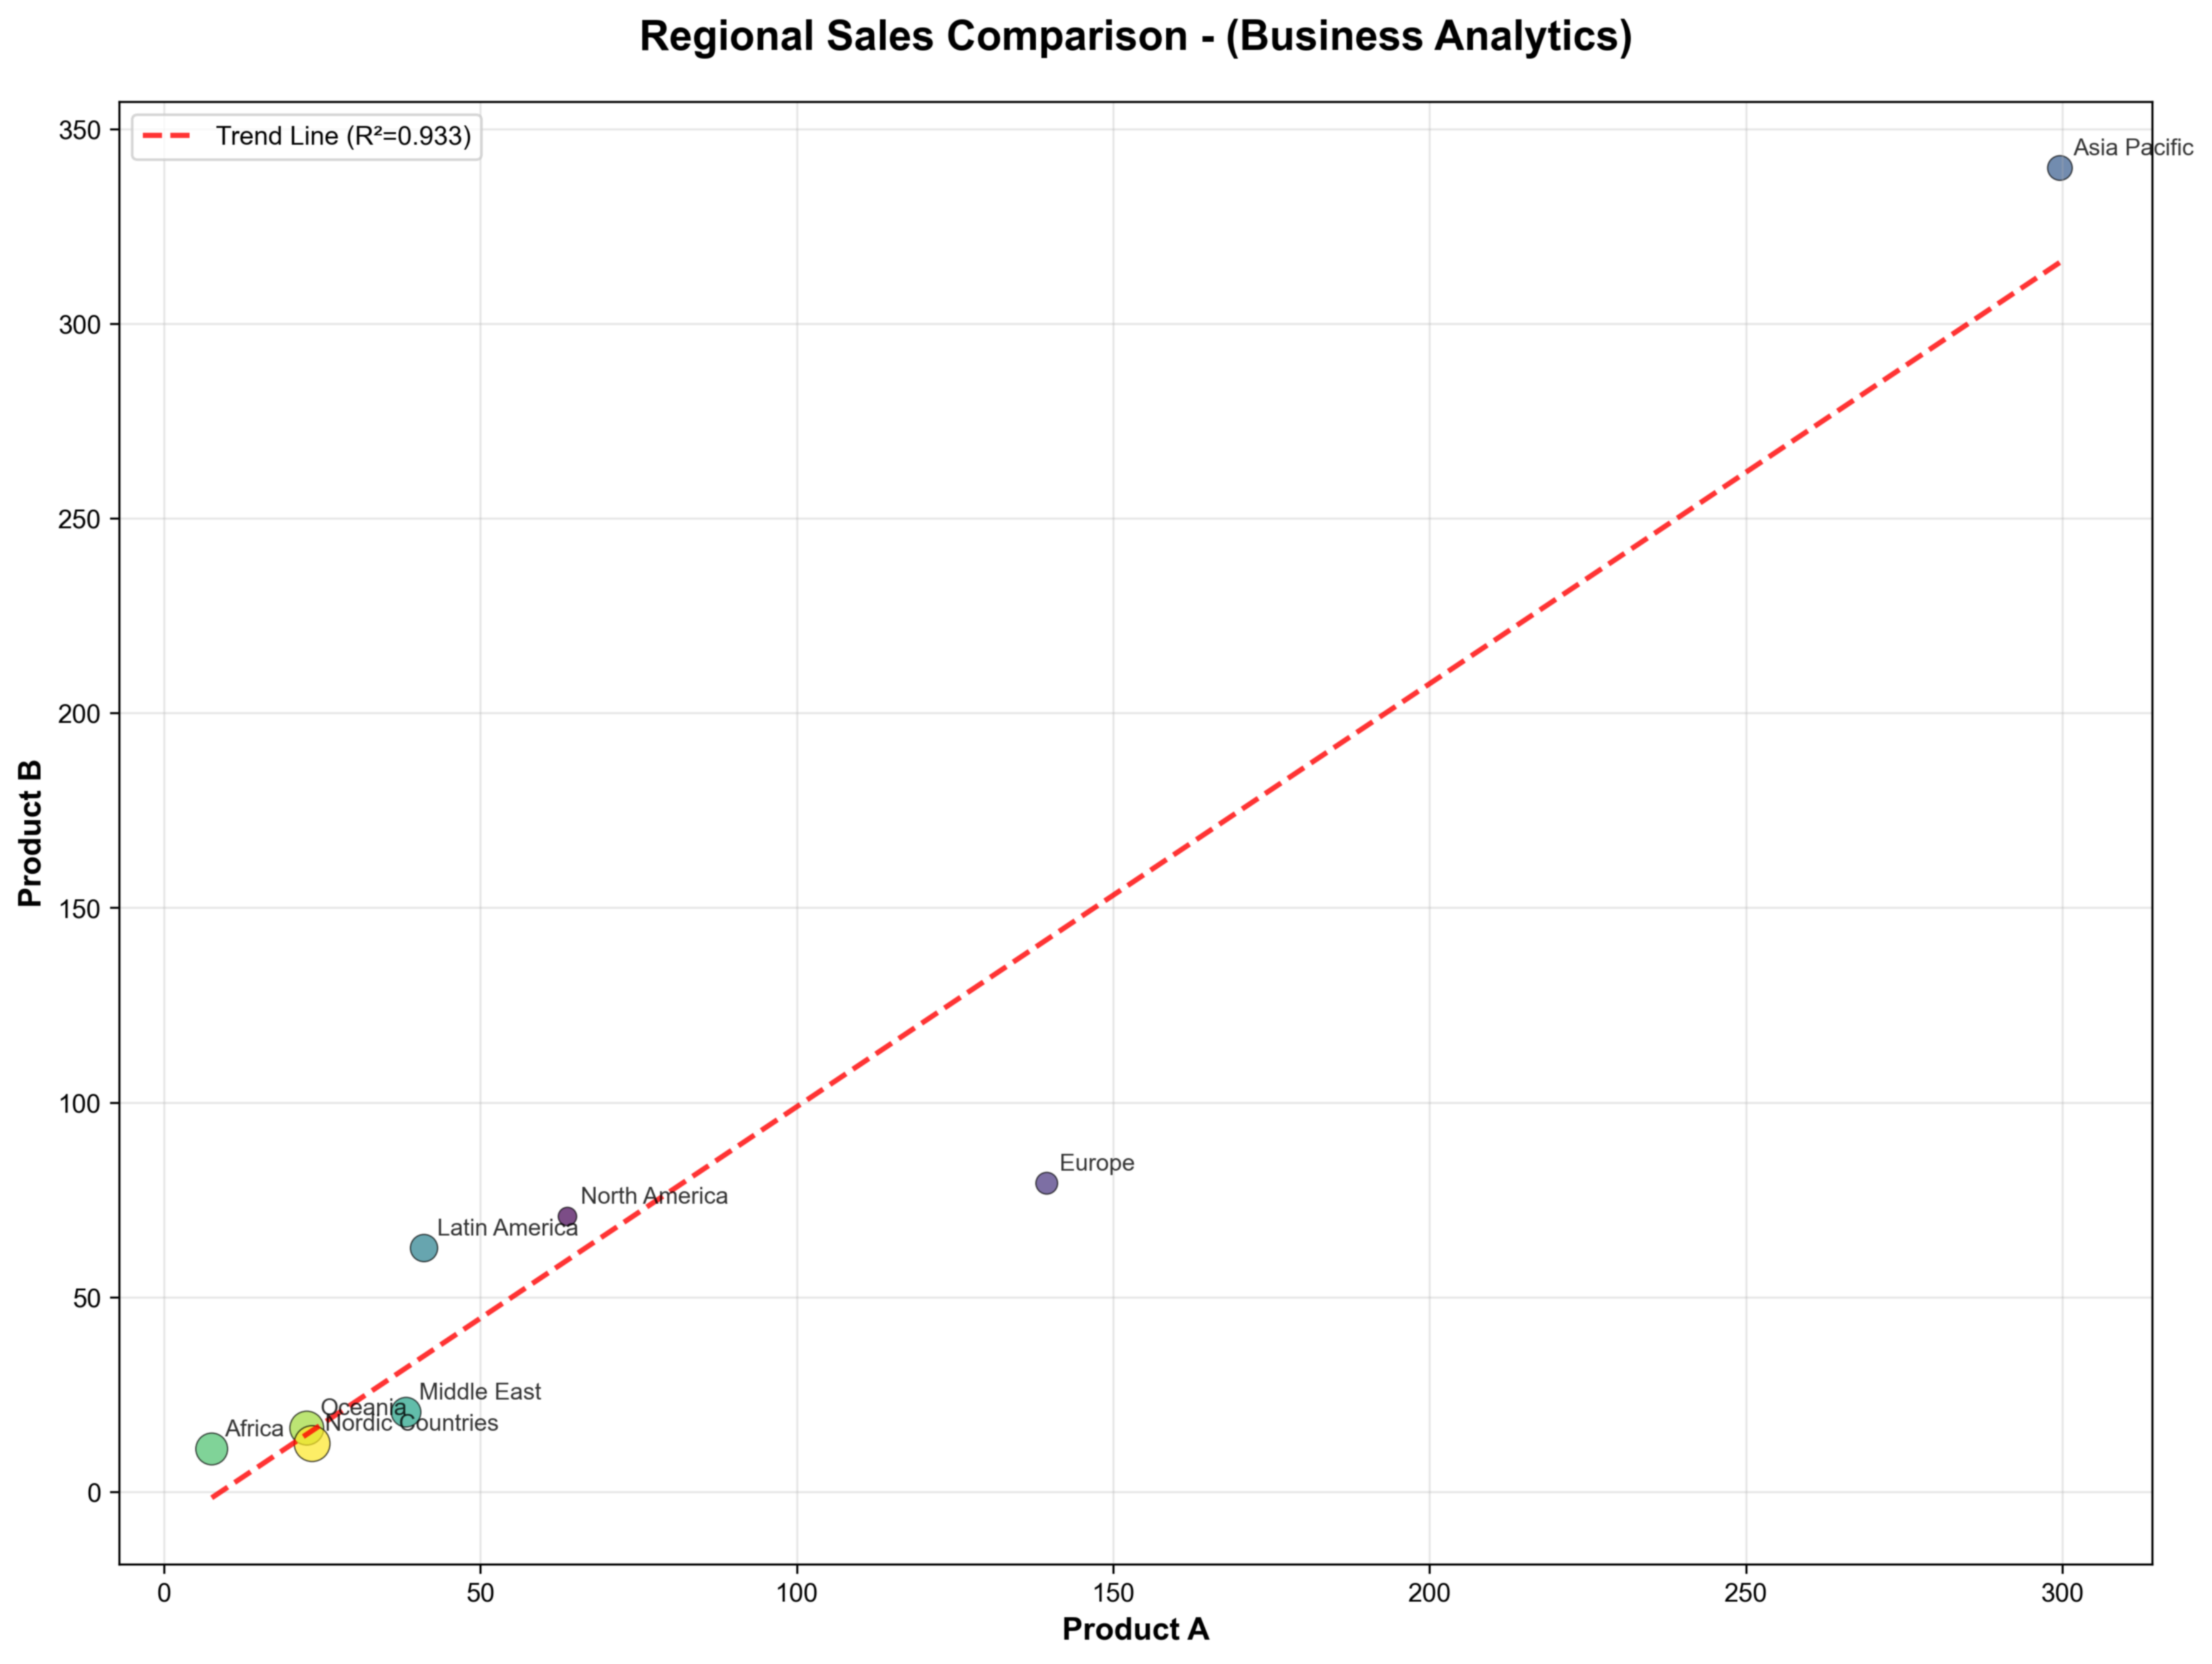 Regional Sales Comparison - (Business Analytics)
Trend Line (R²=0.933)
350
300
250
200
150
100
50
0
Product B
Asia Pacific
Europe
North America
Latin America
Middle East
Oceania
Nordic Countries
Africa
0
50
100
150
200
250
300
Product A